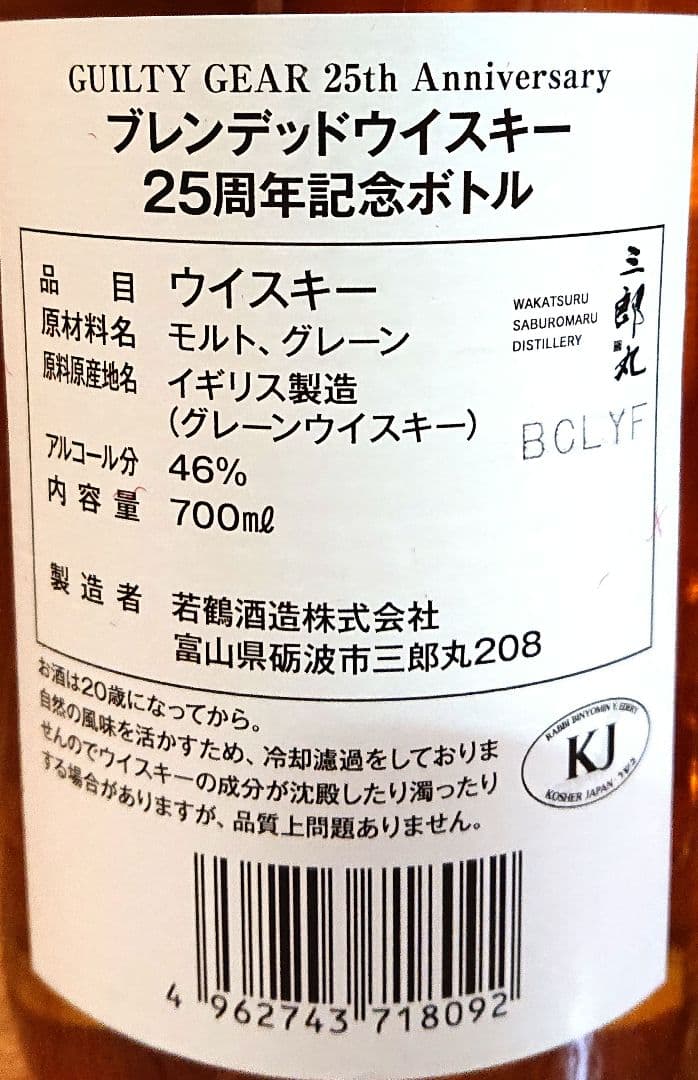 GUILTY GEAR 25th Anniversary
ブレンデッドウイスキー
25周年記念ボトル
品目 ウイスキー
原材料名 モルト、グレーン
原料原産地名 イギリス製造
(グレーンウイスキー)
アルコール分 46%
内容量 700mℓ
製造者 若鶴酒造株式会社
富山県砺波市三郎丸208
WAKATSURU
SABUROMARU
DISTILLERY
三郎丸
BCLYF
お酒は20歳になってから。
自然の風味を活かすため、冷却濾過をしておりま
せんのでウイスキーの成分が沈殿したり濁ったり
する場合がありますが、品質上問題ありません。
RABBI BINYOMIN Y. EDERY
KJ
KOSHER JAPAN
4 962743 718092